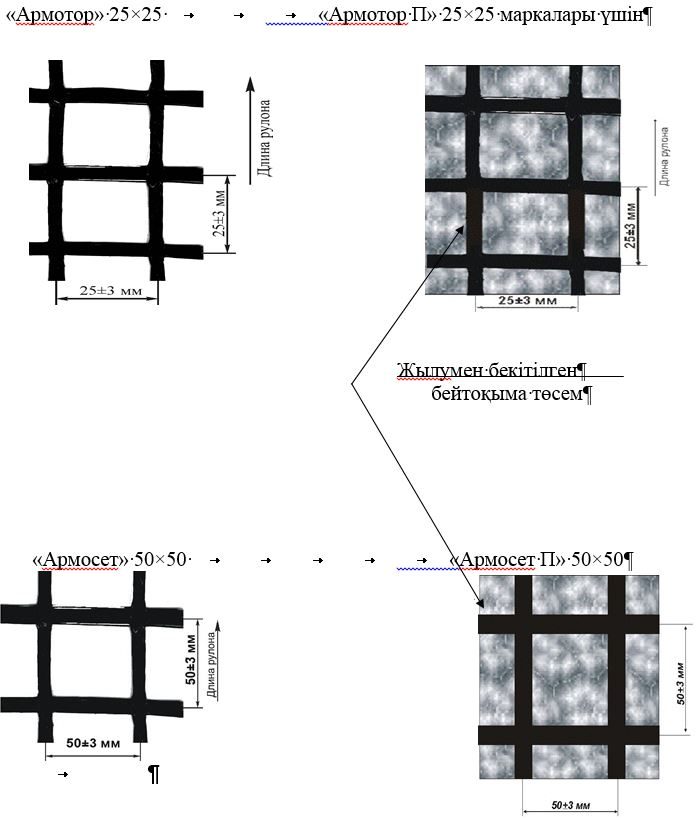 «Армотор» 25×25 «Армотор П» 25×25 маркалары үшін¶
Длина рулона
25±3 мм
25±3 мм
Длина рулона
25±3 мм
25±3 мм
Жылумен бекітілген¶
бейтоқыма төсем¶
«Армосет» 50×50 «Армосет П» 50×50¶
50±3 мм
Длина рулона
50±3 мм
¶
50±3 мм
50±3 мм